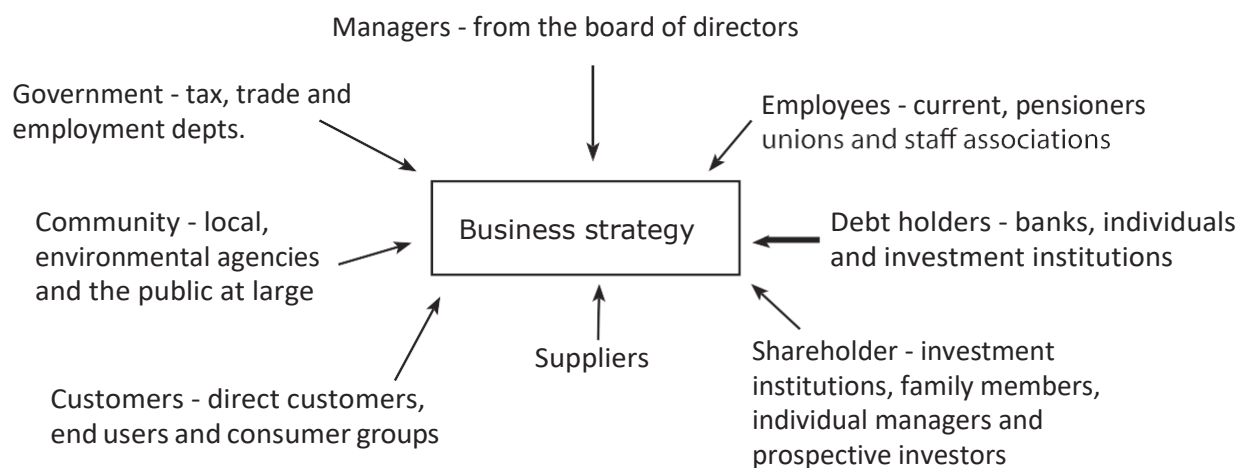 Managers - from the board of directors
Government - tax, trade and
employment depts.
Employees - current, pensioners
unions and staff associations
Community - local,
environmental agencies
and the public at large
Business strategy
Debt holders - banks, individuals
and investment institutions
Customers - direct customers,
end users and consumer groups
Suppliers
Shareholder - investment
institutions, family members,
individual managers and
prospective investors